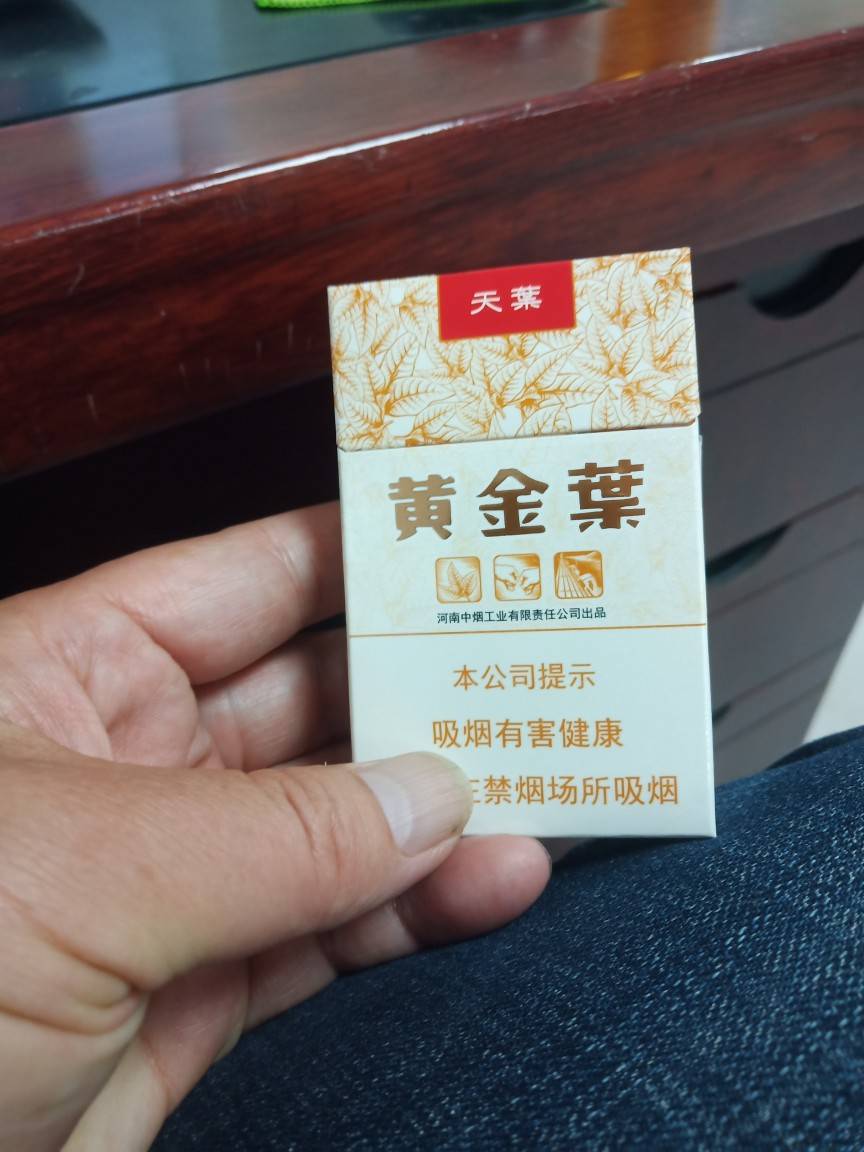 天葉
黄金葉
河南中烟工业有限责任公司出品
本公司提示
吸烟有害健康
禁烟场所吸烟